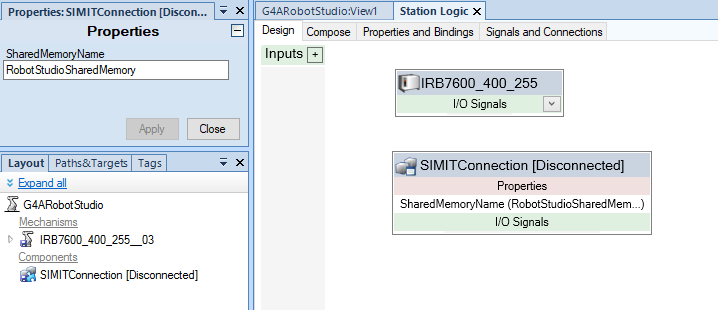 Properties: SIMITConnection [Discon...
Properties
SharedMemoryName
RobotStudioSharedMemory
Apply
Close
Layout
Paths&Targets
Tags
Expand all
G4ARobotStudio
Mechanisms
IRB7600_400_255__03
Components
SIMITConnection [Disconnected]
G4ARobotStudio:View1
Station Logic
Design
Compose
Properties and Bindings
Signals and Connections
Inputs +
IRB7600_400_255
I/O Signals
SIMITConnection [Disconnected]
Properties
SharedMemoryName (RobotStudioSharedMem...)
I/O Signals